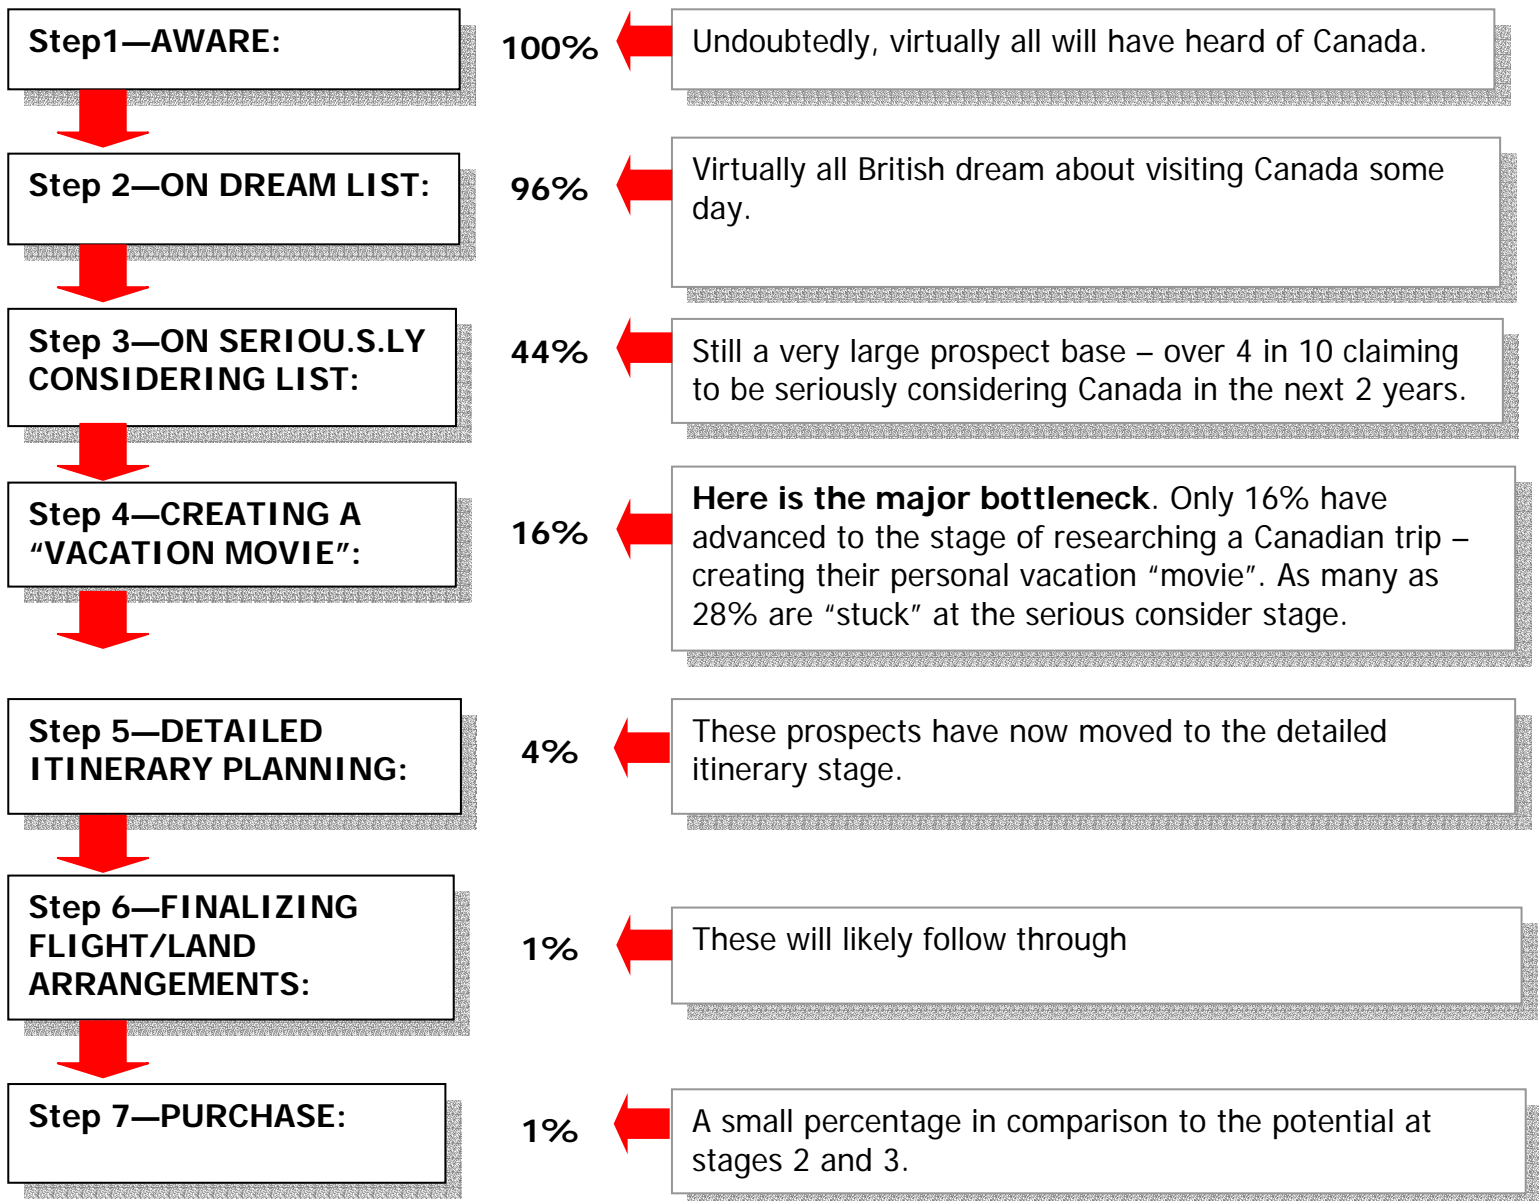 Step1—AWARE:
100%
Undoubtedly, virtually all will have heard of Canada.
Step 2—ON DREAM LIST:
96%
Virtually all British dream about visiting Canada some
day.
Step 3—ON SERIOU.S.LY
CONSIDERING LIST:
44%
Still a very large prospect base – over 4 in 10 claiming
to be seriously considering Canada in the next 2 years.
Step 4—CREATING A
“VACATION MOVIE”:
16%
Here is the major bottleneck. Only 16% have
advanced to the stage of researching a Canadian trip –
creating their personal vacation “movie”. As many as
28% are “stuck” at the serious consider stage.
Step 5—DETAILED
ITINERARY PLANNING:
4%
These prospects have now moved to the detailed
itinerary stage.
Step 6—FINALIZING
FLIGHT/LAND
ARRANGEMENTS:
1%
These will likely follow through
Step 7—PURCHASE:
1%
A small percentage in comparison to the potential at
stages 2 and 3.